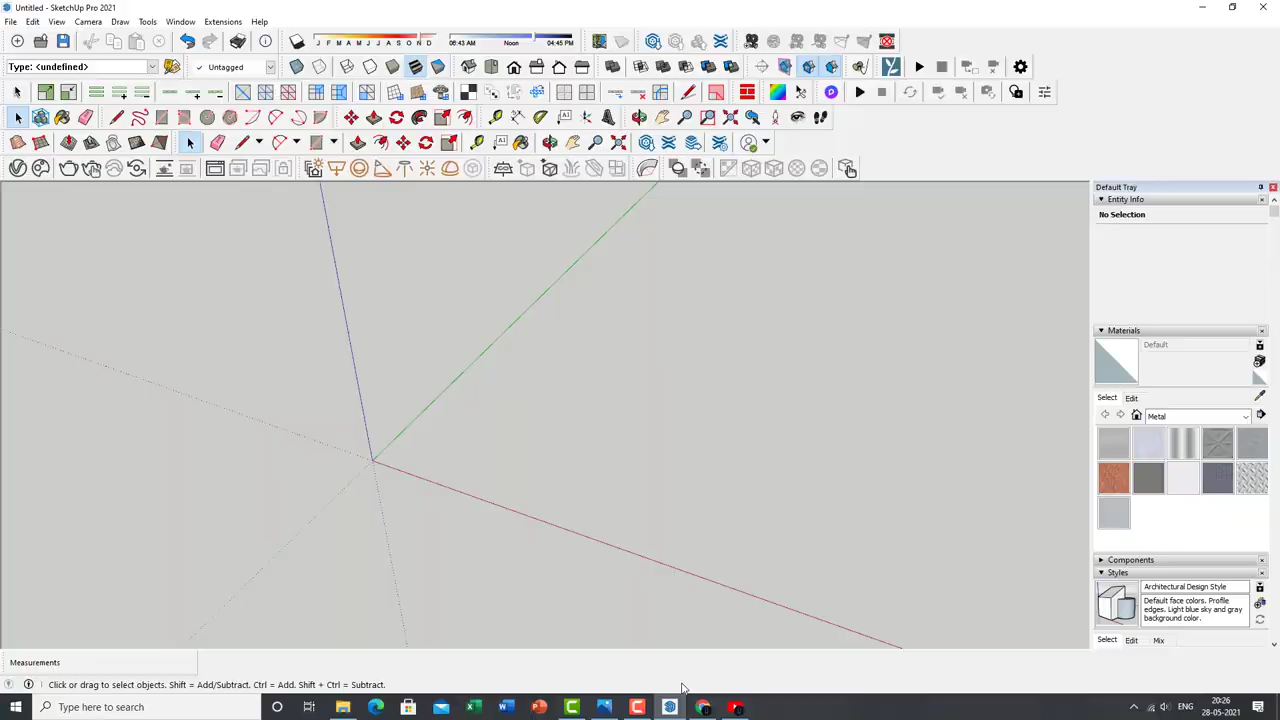 Untitled - SketchUp Pro 2021
File Edit View Camera Draw Tools Window Extensions Help
J F M A M J J A S O N D 06:43 AM Noon 04:45 PM
Type: <undefined> Untagged
Default Tray
Entity Info
No Selection
Materials
Default
Select Edit
Metal
Components
Styles
Architectural Design Style
Default face colors. Profile
edges. Light blue sky and gray
background color.
Select Edit Mix
Measurements
Click or drag to select objects. Shift = Add/Subtract. Ctrl = Add. Shift + Ctrl = Subtract.
Type here to search
ENG
20:26
28-05-2021